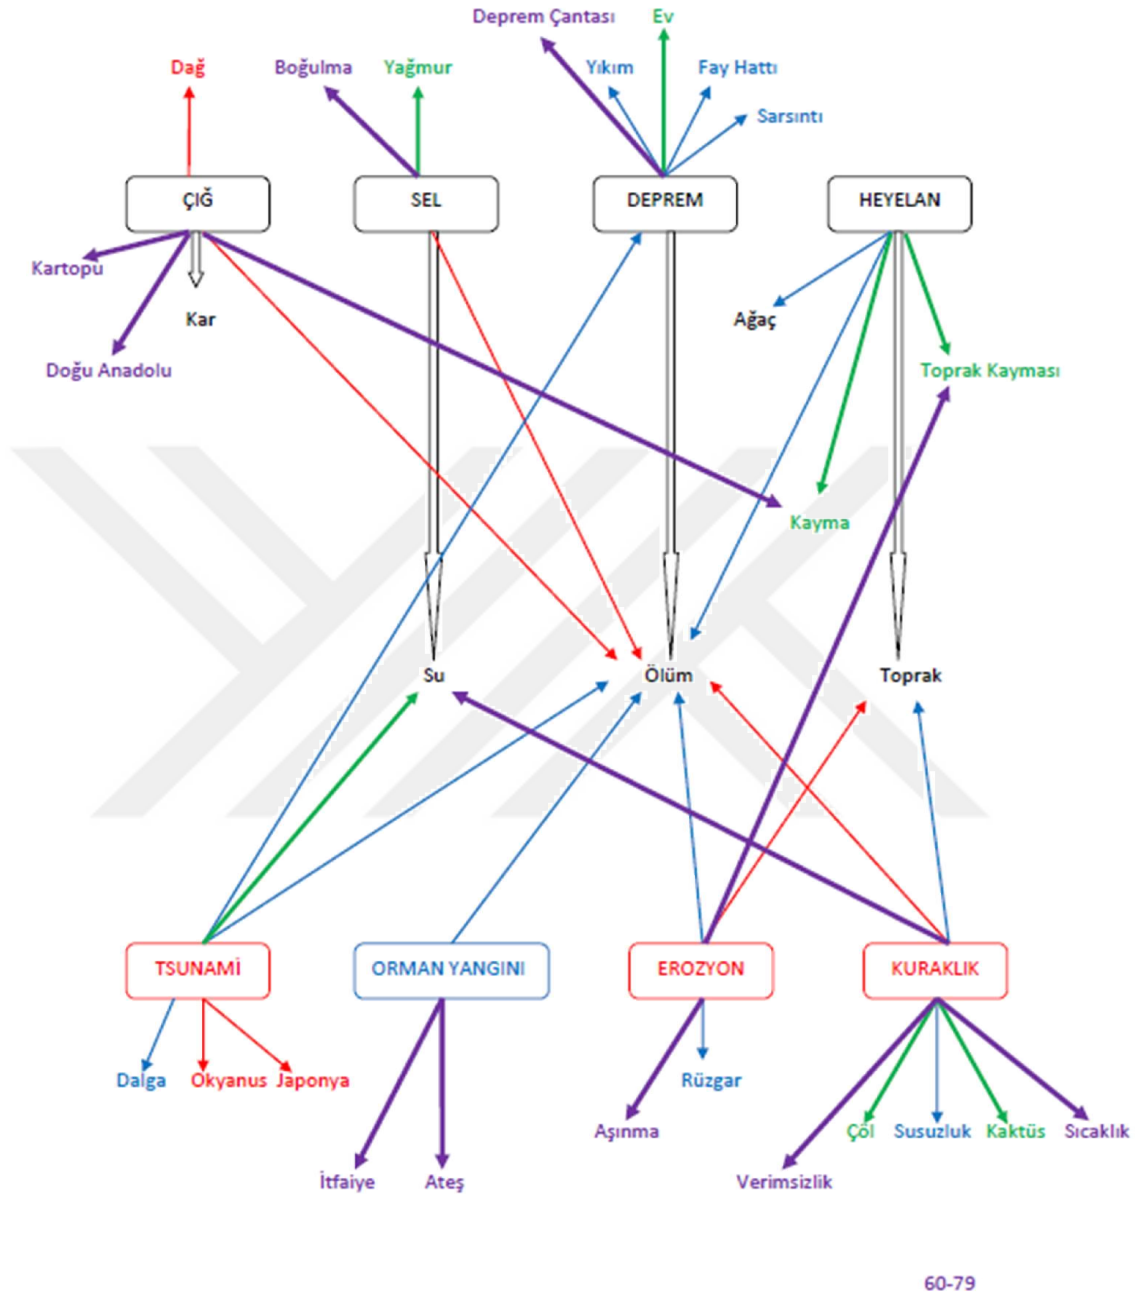 Deprem Çantası Ev
Dağ Boğulma Yağmur Yıkım Fay Hattı
Sarsıntı
ÇIĞ SEL DEPREM HEYELAN
Kartopu
Kar Ağaç
Doğu Anadolu Toprak Kayması
Kayma
Su Ölüm Toprak
TSUNAMİ ORMAN YANGINI EROZYON KURAKLIK
Dalga Okyanus Japonya Rüzgar
Aşınma Çöl Susuzluk Kaktüs Sıcaklık
İtfaiye Ateş Verimsizlik
60-79